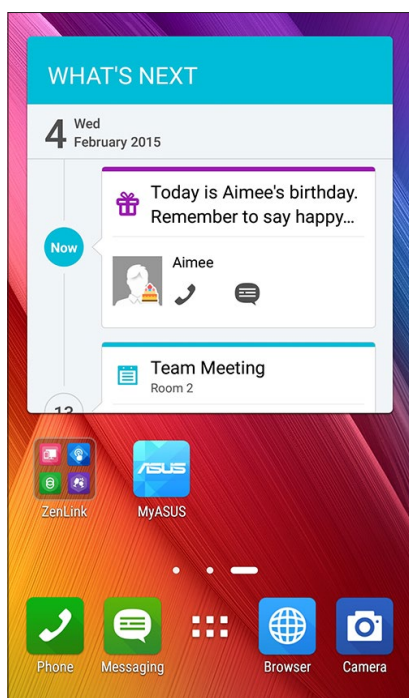 WHAT'S NEXT
4
Wed
February 2015
Today is Aimee's birthday.
Remember to say happy...
Now
Aimee
Team Meeting
Room 2
ZenLink
/SUS
MyASUS
Phone
Messaging
Browser
Camera